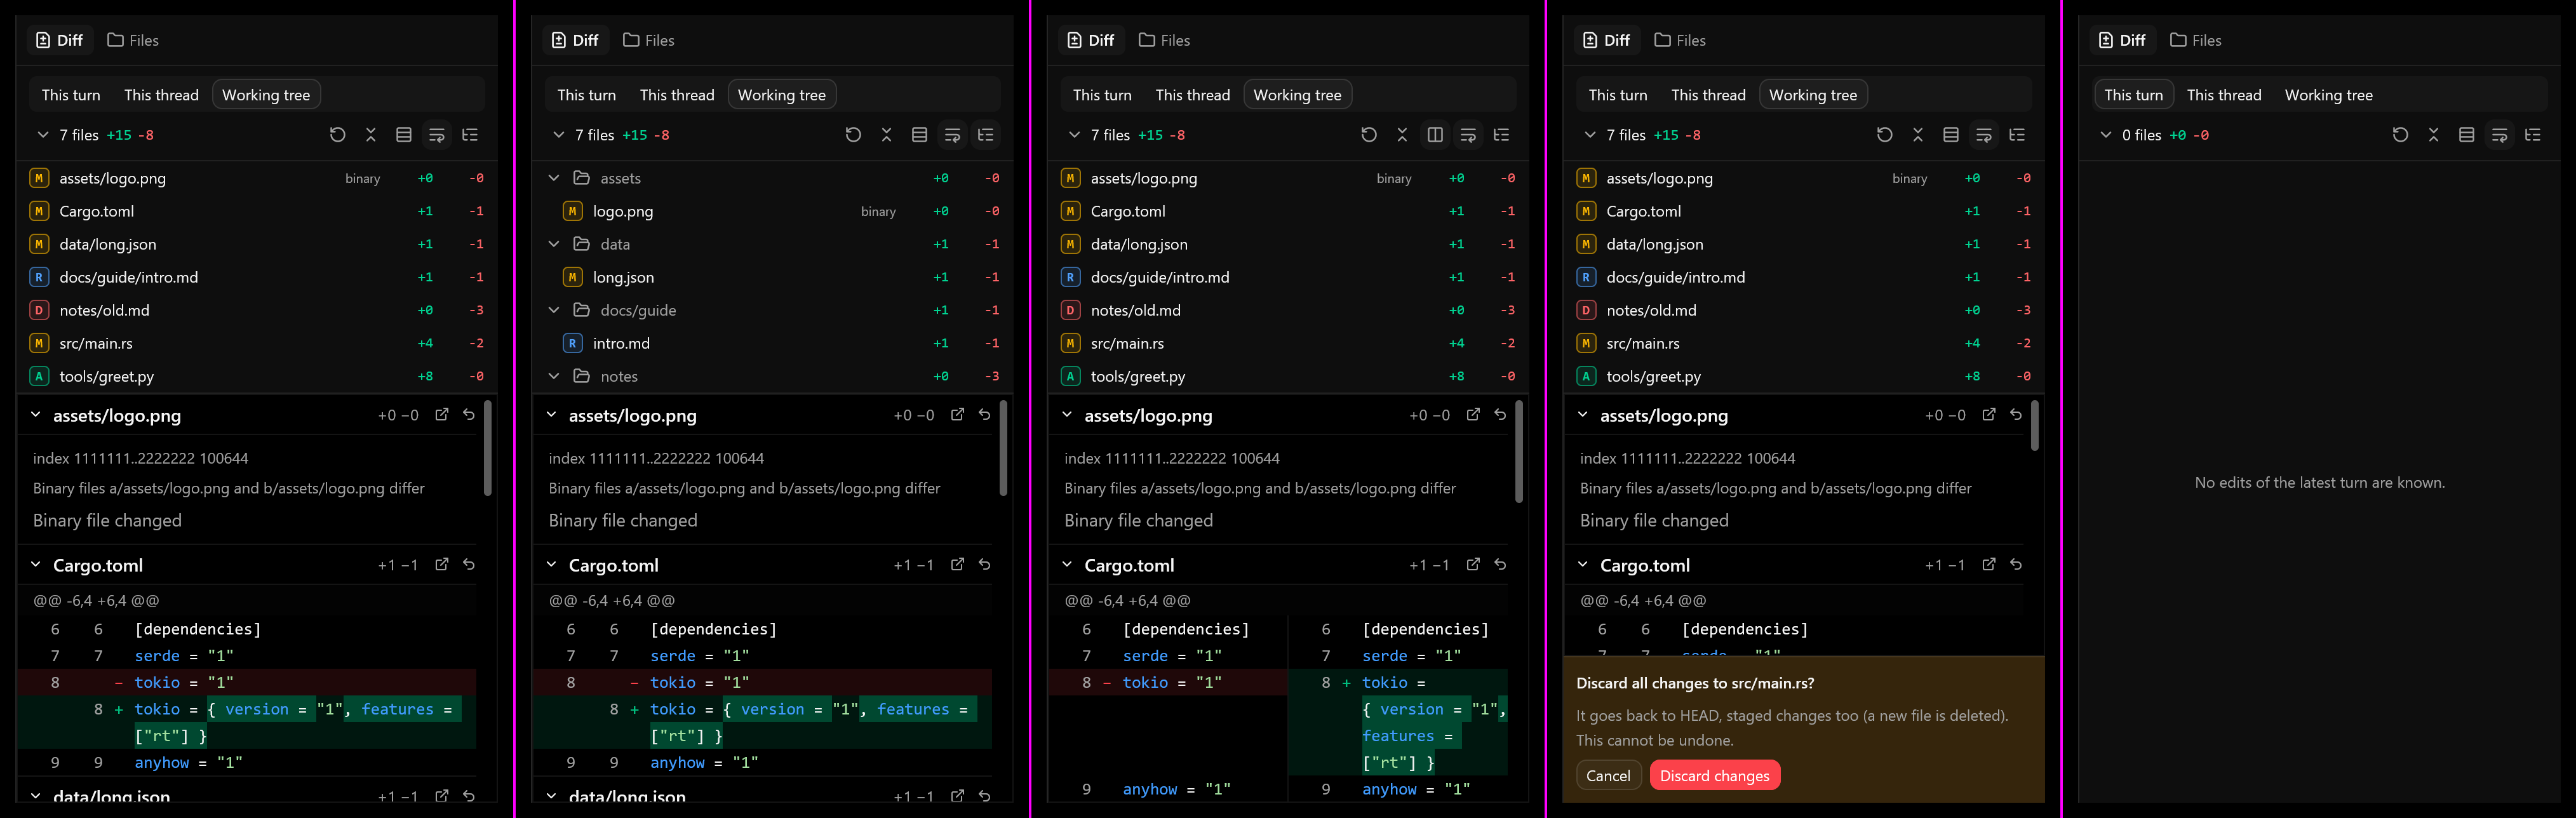 Diff Files
This turn This thread Working tree
7 files +15 -8
M assets/logo.png binary +0 -0
M Cargo.toml +1 -1
M data/long.json +1 -1
R docs/guide/intro.md +1 -1
D notes/old.md +0 -3
M src/main.rs +4 -2
A tools/greet.py +8 -0
assets/logo.png +0 −0
index 1111111..2222222 100644
Binary files a/assets/logo.png and b/assets/logo.png differ
Binary file changed
Cargo.toml +1 −1
@@ -6,4 +6,4 @@
6 6 [dependencies]
7 7 serde = "1"
8 − tokio = "1"
8 + tokio = { version = "1", features =
["rt"] }
9 9 anyhow = "1"
data/long.json +1 −1
Diff Files
This turn This thread Working tree
7 files +15 -8
assets +0 -0
M logo.png binary +0 -0
data +1 -1
M long.json +1 -1
docs/guide +1 -1
R intro.md +1 -1
notes +0 -3
assets/logo.png +0 −0
index 1111111..2222222 100644
Binary files a/assets/logo.png and b/assets/logo.png differ
Binary file changed
Cargo.toml +1 −1
@@ -6,4 +6,4 @@
6 6 [dependencies]
7 7 serde = "1"
8 − tokio = "1"
8 + tokio = { version = "1", features =
["rt"] }
9 9 anyhow = "1"
data/long.json +1 −1
Diff Files
This turn This thread Working tree
7 files +15 -8
M assets/logo.png binary +0 -0
M Cargo.toml +1 -1
M data/long.json +1 -1
R docs/guide/intro.md +1 -1
D notes/old.md +0 -3
M src/main.rs +4 -2
A tools/greet.py +8 -0
assets/logo.png +0 −0
index 1111111..2222222 100644
Binary files a/assets/logo.png and b/assets/logo.png differ
Binary file changed
Cargo.toml +1 −1
@@ -6,4 +6,4 @@
6 [dependencies] 6 [dependencies]
7 serde = "1" 7 serde = "1"
8 − tokio = "1" 8 + tokio =
{ version = "1",
features =
["rt"] }
9 anyhow = "1" 9 anyhow = "1"
Diff Files
This turn This thread Working tree
7 files +15 -8
M assets/logo.png binary +0 -0
M Cargo.toml +1 -1
M data/long.json +1 -1
R docs/guide/intro.md +1 -1
D notes/old.md +0 -3
M src/main.rs +4 -2
A tools/greet.py +8 -0
assets/logo.png +0 −0
index 1111111..2222222 100644
Binary files a/assets/logo.png and b/assets/logo.png differ
Binary file changed
Cargo.toml +1 −1
@@ -6,4 +6,4 @@
6 6 [dependencies]
7 7 serde = "1"
Discard all changes to src/main.rs?
It goes back to HEAD, staged changes too (a new file is deleted).
This cannot be undone.
Cancel Discard changes
Diff Files
This turn This thread Working tree
0 files +0 -0
No edits of the latest turn are known.